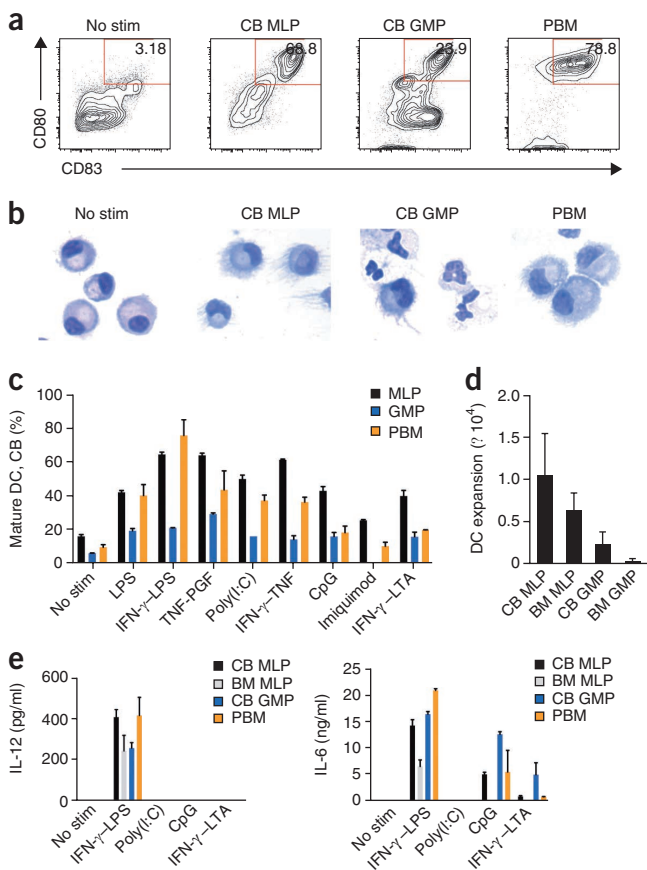 a
No stim
CB MLP
CB GMP
PBM
3.18
68.8
23.9
78.8
CD80
CD83
b
No stim
CB MLP
CB GMP
PBM
c
Mature DC, CB (%)
100
80
60
40
20
0
MLP
GMP
PBM
No stim
LPS
IFN-γ–LPS
TNF-PGF
Poly(I:C)
IFN-γ–TNF
CpG
Imiquimod
IFN-γ–LTA
d
DC expansion (? 10⁴)
2.0
1.5
1.0
0.5
0
CB MLP
BM MLP
CB GMP
BM GMP
e
IL-12 (pg/ml)
600
400
200
0
CB MLP
BM MLP
CB GMP
PBM
No stim
IFN-γ–LPS
Poly(I:C)
CpG
IFN-γ–LTA
IL-6 (ng/ml)
25
20
15
10
5
0
CB MLP
BM MLP
CB GMP
PBM
No stim
IFN-γ–LPS
Poly(I:C)
CpG
IFN-γ–LTA